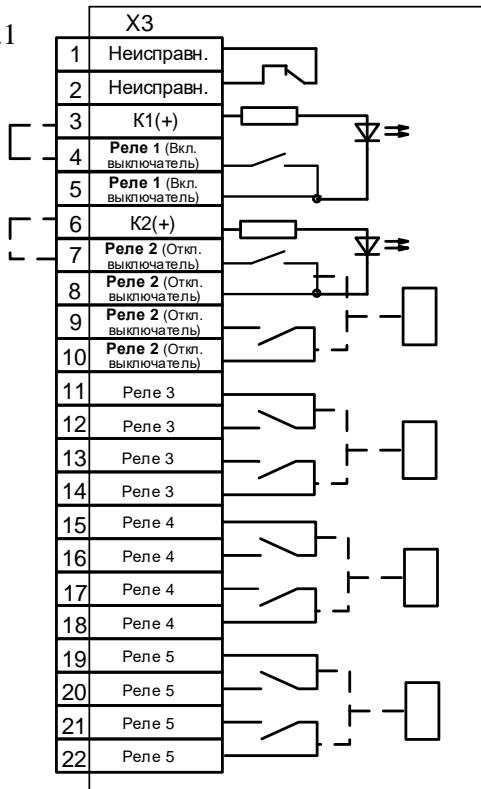 .1
X3
1 Неисправн.
2 Неисправн.
3 К1(+)
4 Реле 1 (Вкл.
выключатель)
5 Реле 1 (Вкл.
выключатель)
6 К2(+)
7 Реле 2 (Откл.
выключатель)
8 Реле 2 (Откл.
выключатель)
9 Реле 2 (Откл.
выключатель)
10 Реле 2 (Откл.
выключатель)
11 Реле 3
12 Реле 3
13 Реле 3
14 Реле 3
15 Реле 4
16 Реле 4
17 Реле 4
18 Реле 4
19 Реле 5
20 Реле 5
21 Реле 5
22 Реле 5